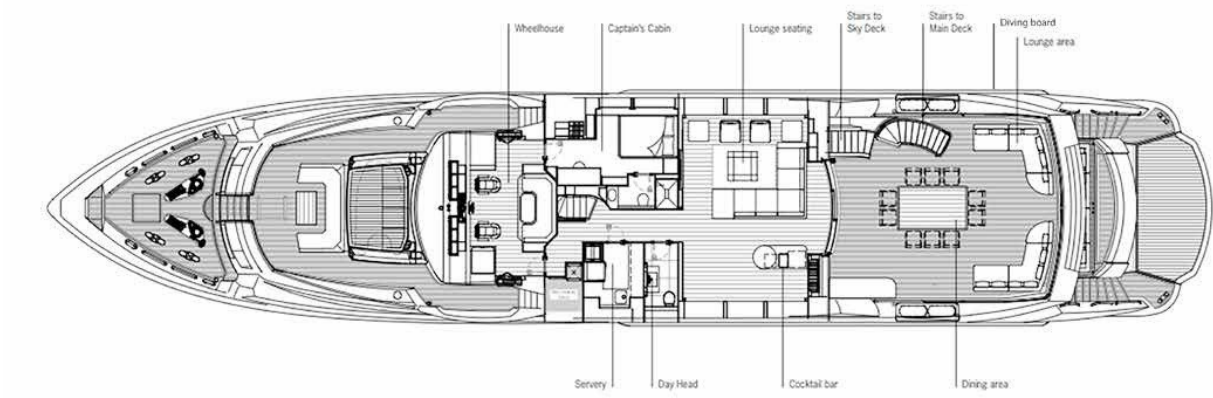 Wheelhouse
Captain's Cabin
Lounge seating
Stairs to
Sky Deck
Stairs to
Main Deck
Diving board
Lounge area
Servery
Day Head
Cocktail bar
Dining area